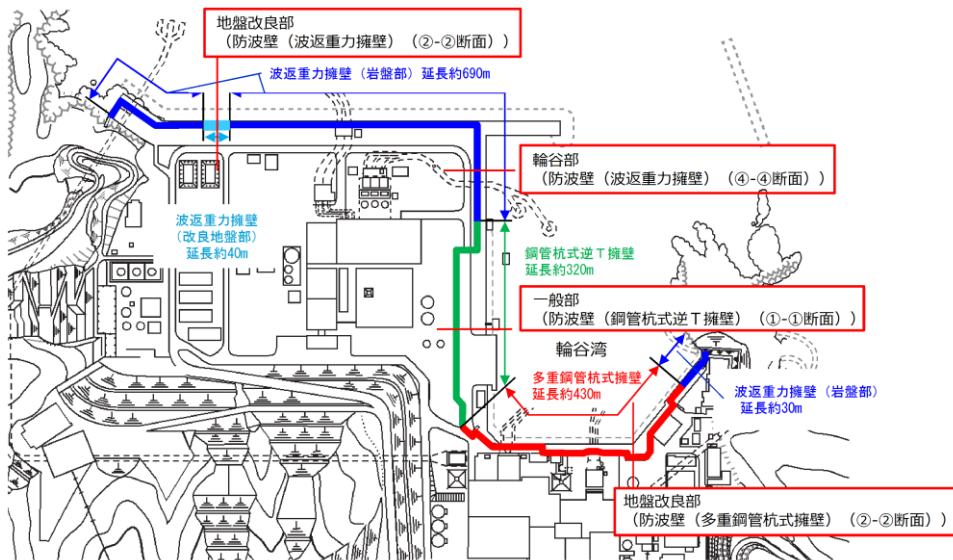 地盤改良部
（防波壁（波返重力擁壁）（②-②断面））
波返重力擁壁（岩盤部）延長約690m
輪谷部
（防波壁（波返重力擁壁）（④-④断面））
波返重力擁壁
（改良地盤部）
延長約40m
鋼管杭式逆T擁壁
延長約320m
一般部
（防波壁（鋼管杭式逆T擁壁）（①-①断面））
輪谷湾
多重鋼管杭式擁壁
延長約430m
波返重力擁壁（岩盤部）
延長約30m
地盤改良部
（防波壁（多重鋼管杭式擁壁）（②-②断面））